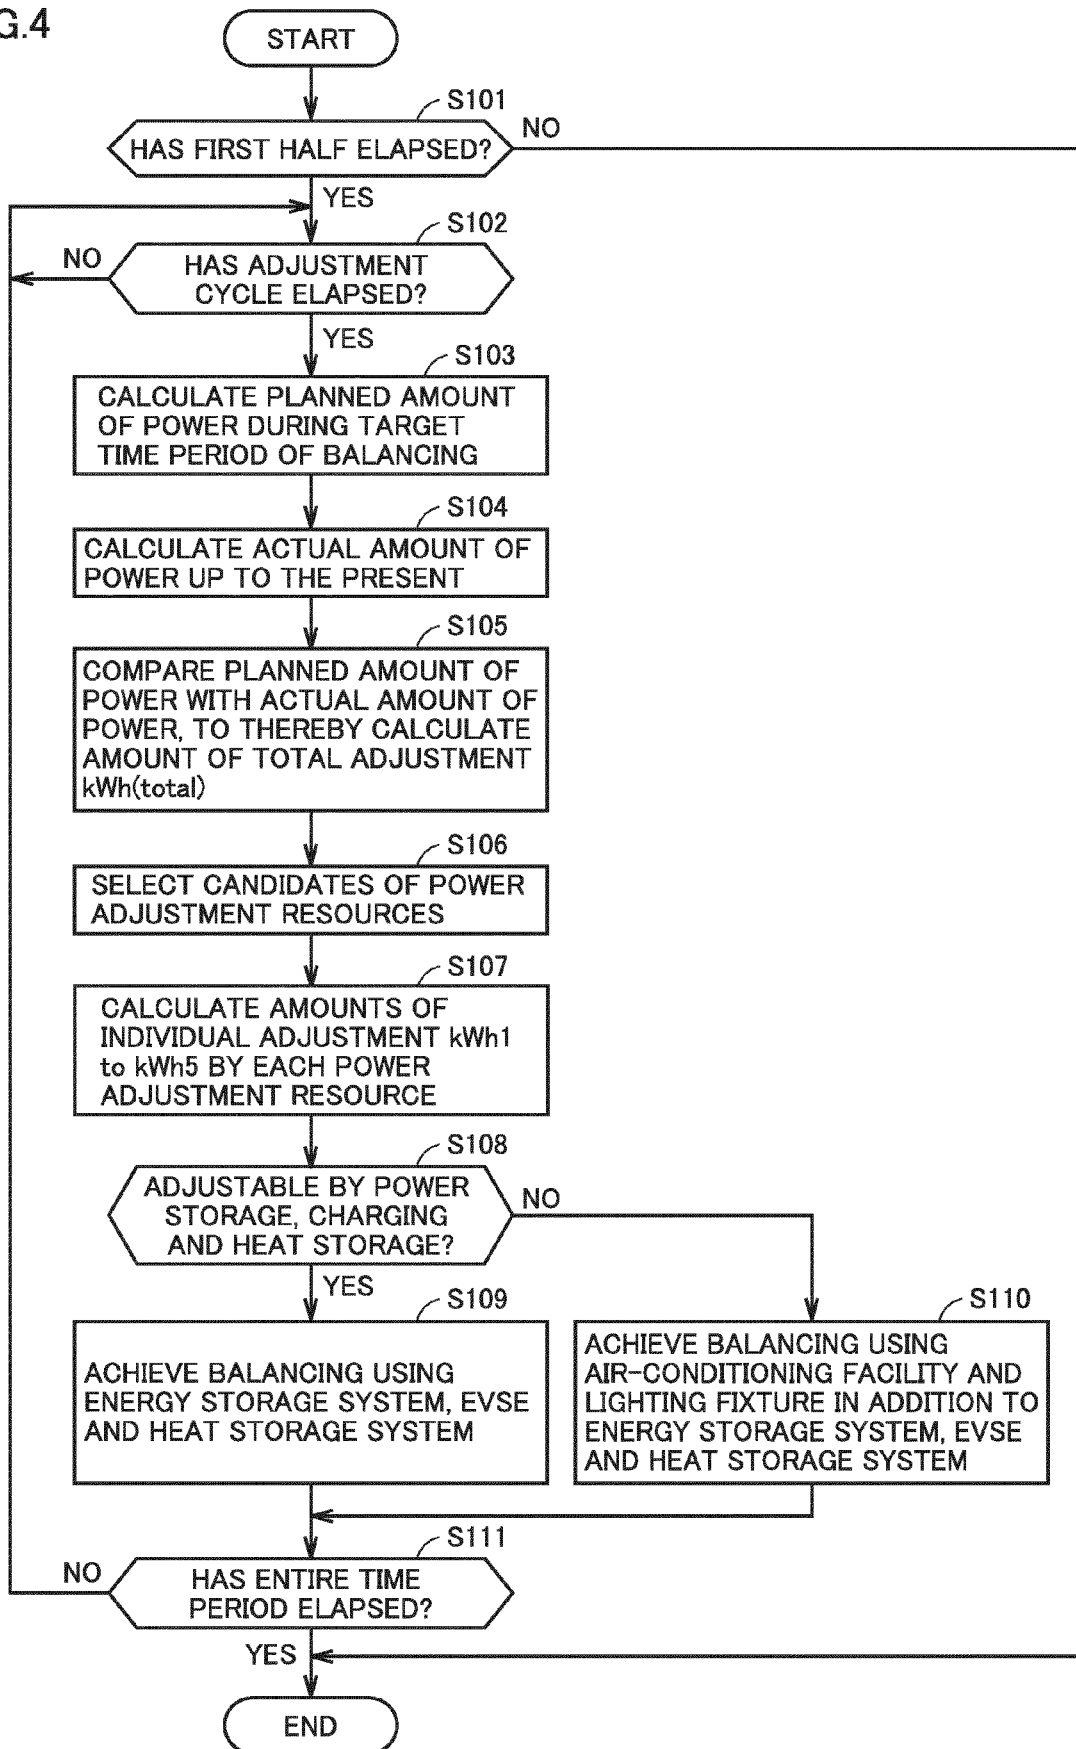 G.4
START
S101
HAS FIRST HALF ELAPSED?
NO
YES
S102
NO
HAS ADJUSTMENT
CYCLE ELAPSED?
YES
S103
CALCULATE PLANNED AMOUNT
OF POWER DURING TARGET
TIME PERIOD OF BALANCING
S104
CALCULATE ACTUAL AMOUNT OF
POWER UP TO THE PRESENT
S105
COMPARE PLANNED AMOUNT OF
POWER WITH ACTUAL AMOUNT OF
POWER, TO THEREBY CALCULATE
AMOUNT OF TOTAL ADJUSTMENT
kWh(total)
S106
SELECT CANDIDATES OF POWER
ADJUSTMENT RESOURCES
S107
CALCULATE AMOUNTS OF
INDIVIDUAL ADJUSTMENT kWh1
to kWh5 BY EACH POWER
ADJUSTMENT RESOURCE
S108
ADJUSTABLE BY POWER
STORAGE, CHARGING
AND HEAT STORAGE?
NO
YES
S109
ACHIEVE BALANCING USING
ENERGY STORAGE SYSTEM, EVSE
AND HEAT STORAGE SYSTEM
S110
ACHIEVE BALANCING USING
AIR-CONDITIONING FACILITY AND
LIGHTING FIXTURE IN ADDITION TO
ENERGY STORAGE SYSTEM, EVSE
AND HEAT STORAGE SYSTEM
S111
NO
HAS ENTIRE TIME
PERIOD ELAPSED?
YES
END